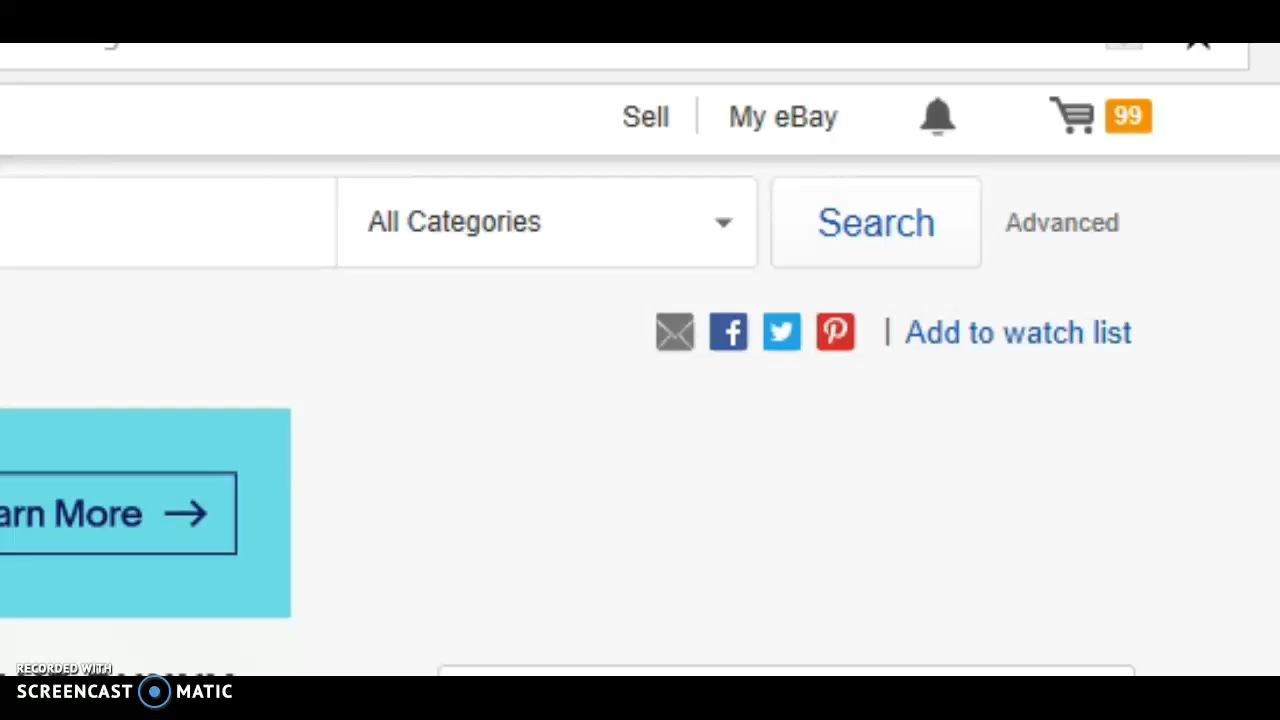 Sell My eBay 99
All Categories Search Advanced
| Add to watch list
arn More →
RECORDED WITH
SCREENCAST MATIC